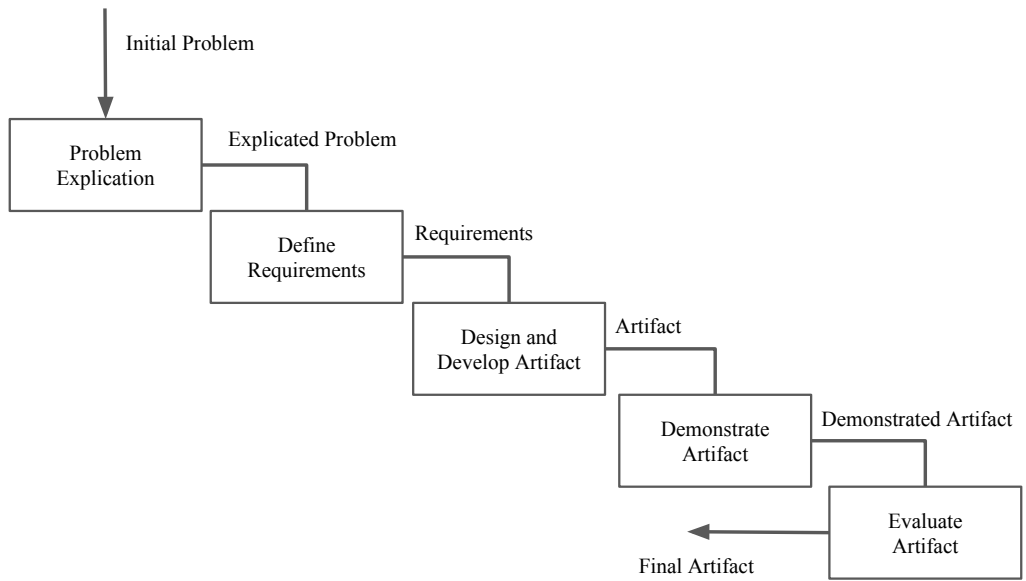 Initial Problem
Problem
Explication
Explicated Problem
Define
Requirements
Requirements
Design and
Develop Artifact
Artifact
Demonstrate
Artifact
Demonstrated Artifact
Evaluate
Artifact
Final Artifact